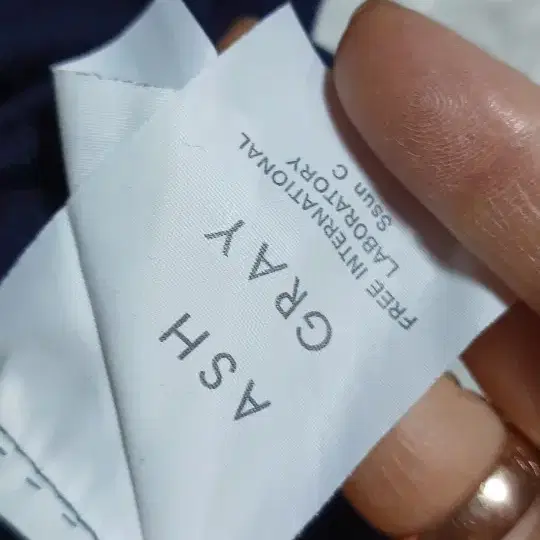 ASH
GRAY
FREE INTERNATIONAL
LABORATORY
Ssun C